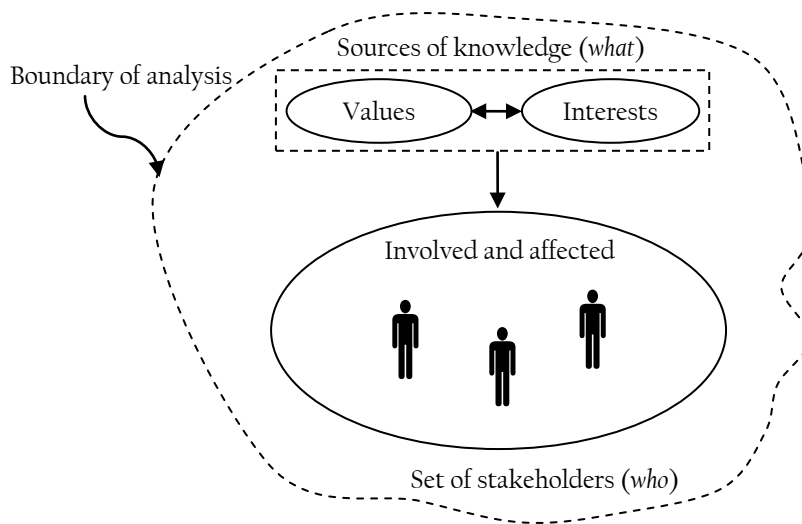 Sources of knowledge (what)
Boundary of analysis
Values
Interests
Involved and affected
Set of stakeholders (who)